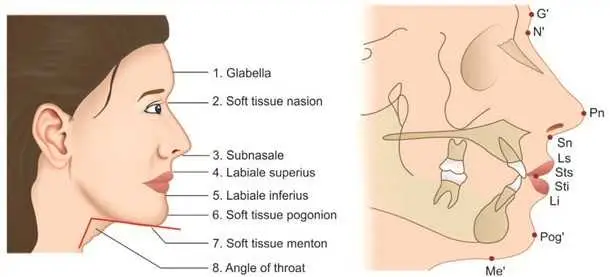 1. Glabella
2. Soft tissue nasion
3. Subnasale
4. Labiale superius
5. Labiale inferius
6. Soft tissue pogonion
7. Soft tissue menton
8. Angle of throat
G'
N'
Pn
Sn
Ls
Sts
Sti
Li
Pog'
Me'